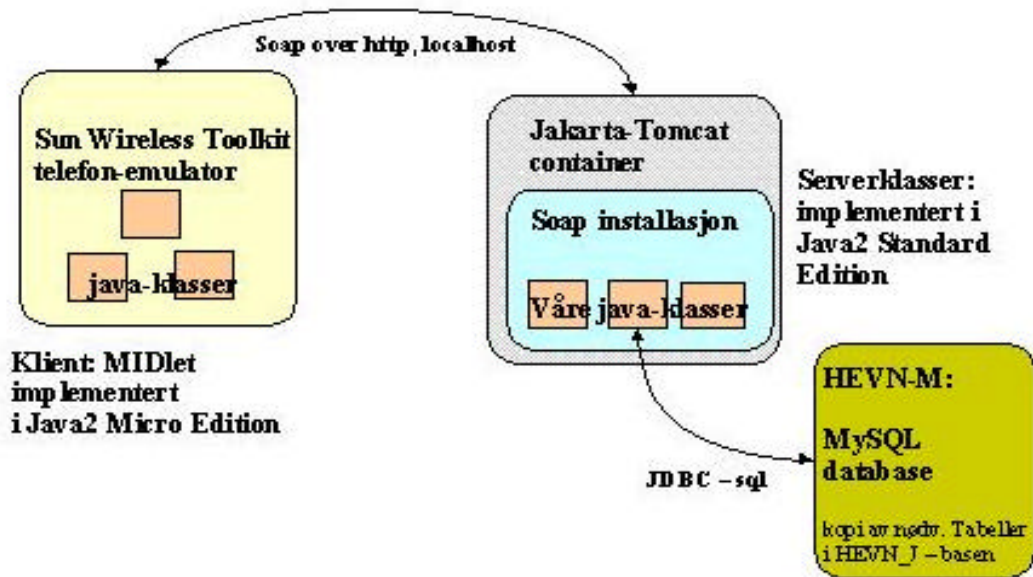 Soap over http, localhost
Sun Wireless Toolkit
telefon-emulator
java-klasser
Klient: MIDlet
implementert
i Java2 Micro Edition
Jakarta-Tomcat
container
Soap installasjon
Våre java-klasser
Serverklasser:
implementert i
Java2 Standard
Edition
JDBC – sql
HEVN-M:
MySQL
database
kopi av nødv. Tabeller
i HEVN_J – basen